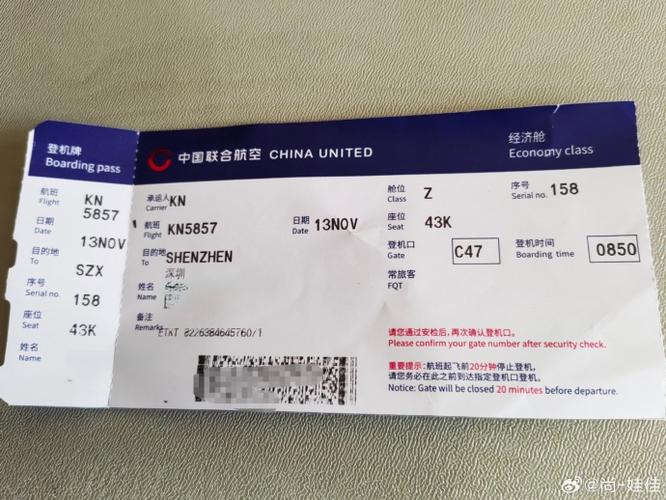 登机牌
Boarding pass
航班 KN
Flight 5857
日期
Date 13NOV
目的地
To SZX
序号
Serial no. 158
座位
Seat 43K
姓名
Name
中国联合航空 CHINA UNITED
经济舱
Economy class
承运人 KN
Carrier
航班 KN5857
Flight
日期 13NOV
Date
目的地 SHENZHEN
To 深圳
姓名
Name
备注
Remarks ETKT 8226384645760/1
舱位 Z
Class
序号 158
Serial no.
座位 43K
Seat
登机口 C47
Gate
登机时间 0850
Boarding time
常旅客
FQT
请您通过安检后，再次确认登机口。
Please confirm your gate number after security check.
重要提示：航班起飞前20分钟停止登机，
请您务必在此之前到达指定登机口登机。
Notice: Gate will be closed 20 minutes before departure.
@尚-娃佳